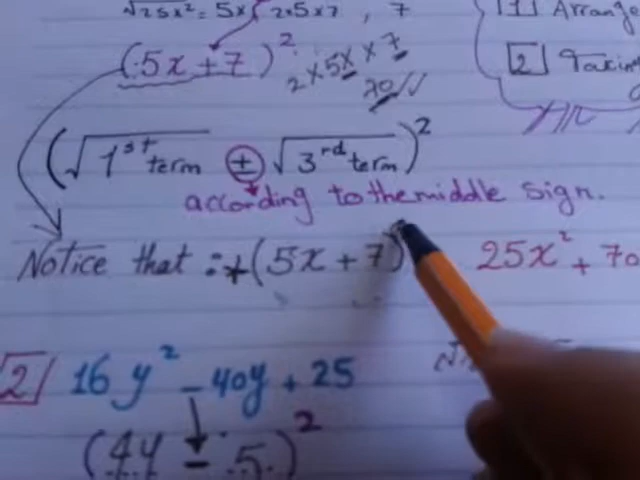 √25x² = 5x 2×5×7 , 7
[1] Arrange
(5x + 7)² 2×5x×7
70
[2] Taking
(√1st term ± √3rd term)²
according to the middle sign.
Notice that :* (5x + 7) 25x² + 70
[2] 16y² - 40y + 25
(4y - 5)²